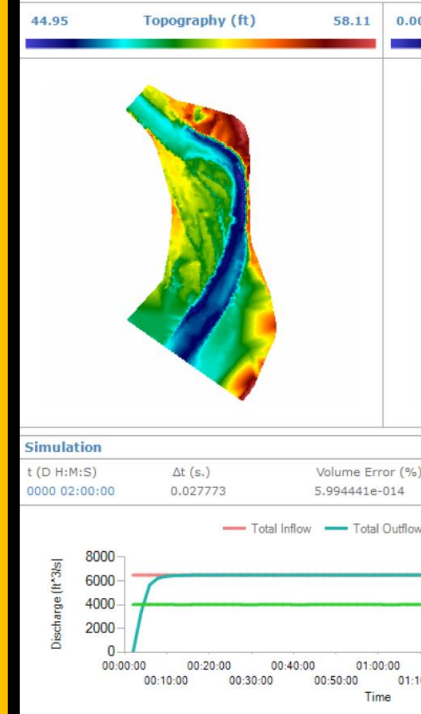 44.95 Topography (ft) 58.11
0.00
Simulation
t (D H:M:S) Δt (s.) Volume Error (%)
0000 02:00:00 0.027773 5.994441e-014
Total Inflow Total Outflow
Discharge [ft^3/s]
8000
6000
4000
2000
0
00:00:00 00:20:00 00:40:00 01:00:00
00:10:00 00:30:00 00:50:00 01:10
Time